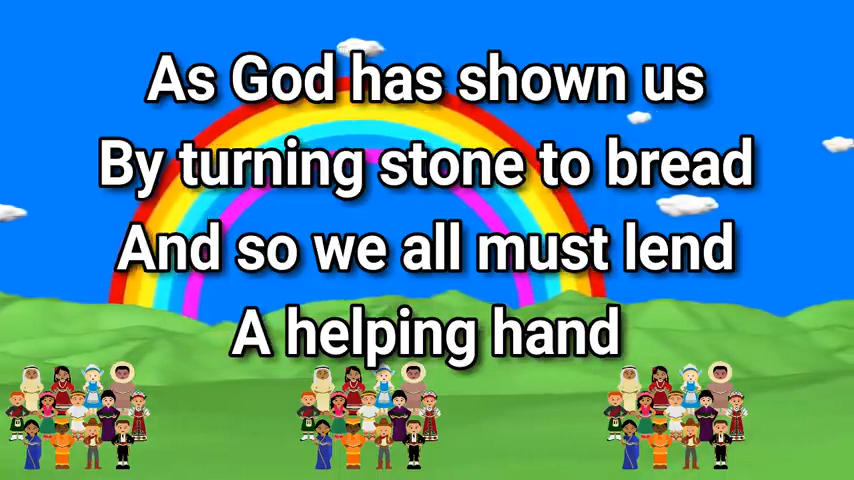 As God has shown us
By turning stone to bread
And so we all must lend
A helping hand